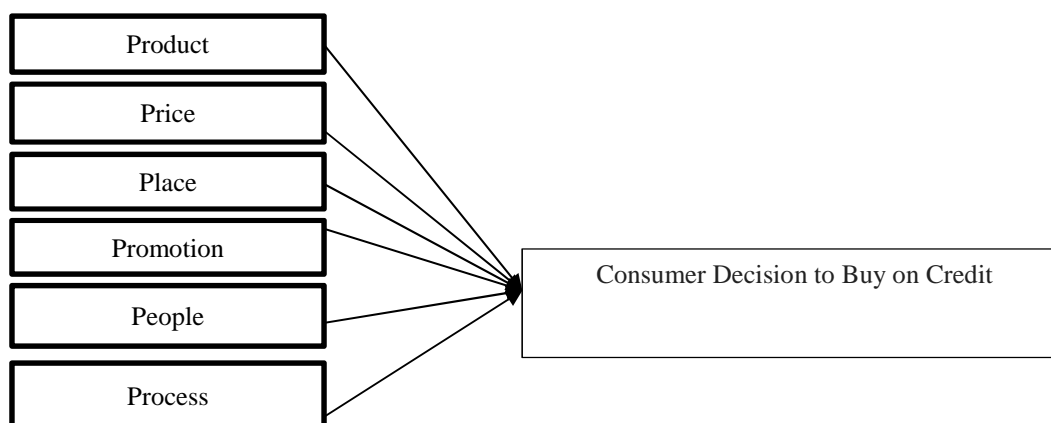 Product
Price
Place
Promotion
People
Process
Consumer Decision to Buy on Credit